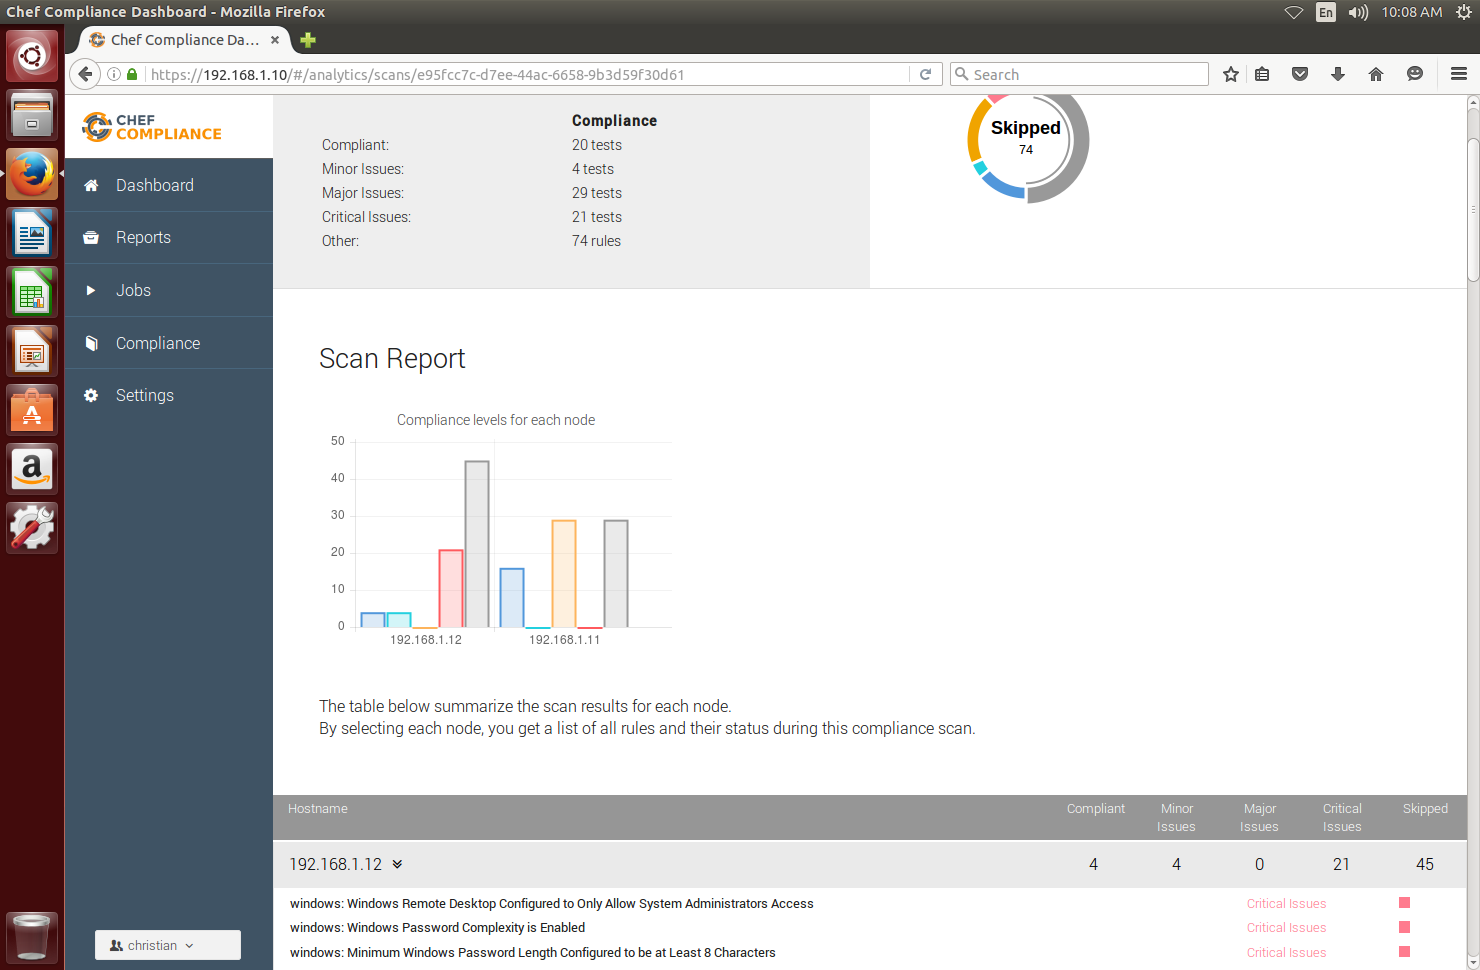 Chef Compliance Dashboard - Mozilla Firefox
En
10:08 AM
Chef Compliance Da...
https://192.168.1.10/#/analytics/scans/e95fcc7c-d7ee-44ac-6658-9b3d59f30d61
Search
CHEF
COMPLIANCE
Dashboard
Reports
Jobs
Compliance
Settings
christian
Compliance
Compliant: 20 tests
Minor Issues: 4 tests
Major Issues: 29 tests
Critical Issues: 21 tests
Other: 74 rules
Skipped
74
Scan Report
Compliance levels for each node
50
40
30
20
10
0
192.168.1.12 192.168.1.11
The table below summarize the scan results for each node.
By selecting each node, you get a list of all rules and their status during this compliance scan.
Hostname Compliant Minor Issues Major Issues Critical Issues Skipped
192.168.1.12 4 4 0 21 45
windows: Windows Remote Desktop Configured to Only Allow System Administrators Access Critical Issues
windows: Windows Password Complexity is Enabled Critical Issues
windows: Minimum Windows Password Length Configured to be at Least 8 Characters Critical Issues